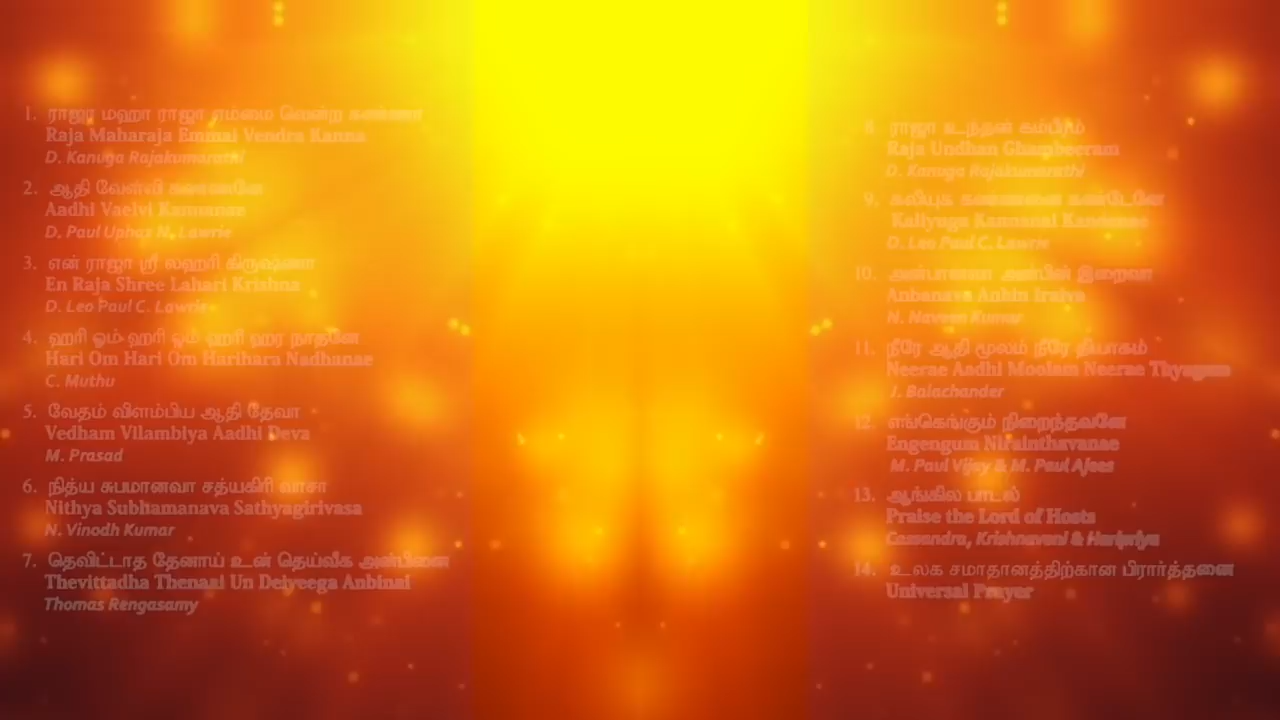 1. ராஜா மஹா ராஜா எம்மை வென்ற கண்ணா
Raja Maharaja Emmai Vendra Kanna
D. Kanuga Rajakumarathi
2. ஆதி வேள்வி கண்ணனே
Aadhi Vaelvi Kannanae
D. Paul Uphaz N. Lawrie
3. என் ராஜா ஸ்ரீ லஹரி கிருஷ்ணா
En Raja Shree Lahari Krishna
D. Leo Paul C. Lawrie
4. ஹரி ஓம் ஹரி ஓம் ஹரி ஹர நாதனே
Hari Om Hari Om Harihara Nadhanae
C. Muthu
5. வேதம் விளம்பிய ஆதி தேவா
Vedham Vilambiya Aadhi Deva
M. Prasad
6. நித்ய சுபமானவா சத்யகிரி வாசா
Nithya Subhamanava Sathyagirivasa
N. Vinodh Kumar
7. தெவிட்டாத தேனாய் உன் தெய்வீக அன்பினை
Thevittadha Thenaai Un Deiveega Anbinai
Thomas Rengasamy
8. ராஜா உந்தன் கம்பீரம்
Raja Undhan Ghambeeram
D. Kanuga Rajakumarathi
9. கலியுக கண்ணனை கண்டேனே
Kaliyuga Kannanai Kandenae
D. Leo Paul C. Lawrie
10. அன்பானவா அன்பின் இறைவா
Anbanava Anbin Iraiva
N. Naveen Kumar
11. நீரே ஆதி மூலம் நீரே தியாகம்
Neerae Aadhi Moolam Neerae Thyagam
J. Balachander
12. எங்கெங்கும் நிறைந்தவனே
Engengum Nirainthavanae
M. Paul Vijay & M. Paul Ajees
13. ஆங்கில பாடல்
Praise the Lord of Hosts
Cassandra, Krishnavani & Haripriya
14. உலக சமாதானத்திற்கான பிரார்த்தனை
Universal Prayer